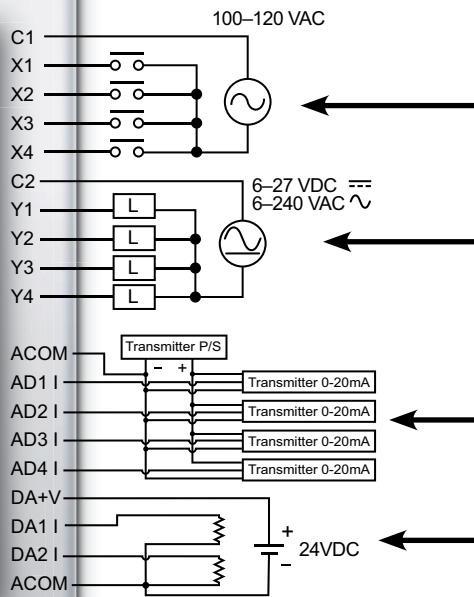 100–120 VAC
C1
X1
X2
X3
X4
C2
6–27 VDC
6–240 VAC
Y1 L
Y2 L
Y3 L
Y4 L
Transmitter P/S
ACOM
– +
AD1 I Transmitter 0-20mA
AD2 I Transmitter 0-20mA
AD3 I Transmitter 0-20mA
AD4 I Transmitter 0-20mA
DA+V
DA1 I
+
24VDC
–
DA2 I
ACOM